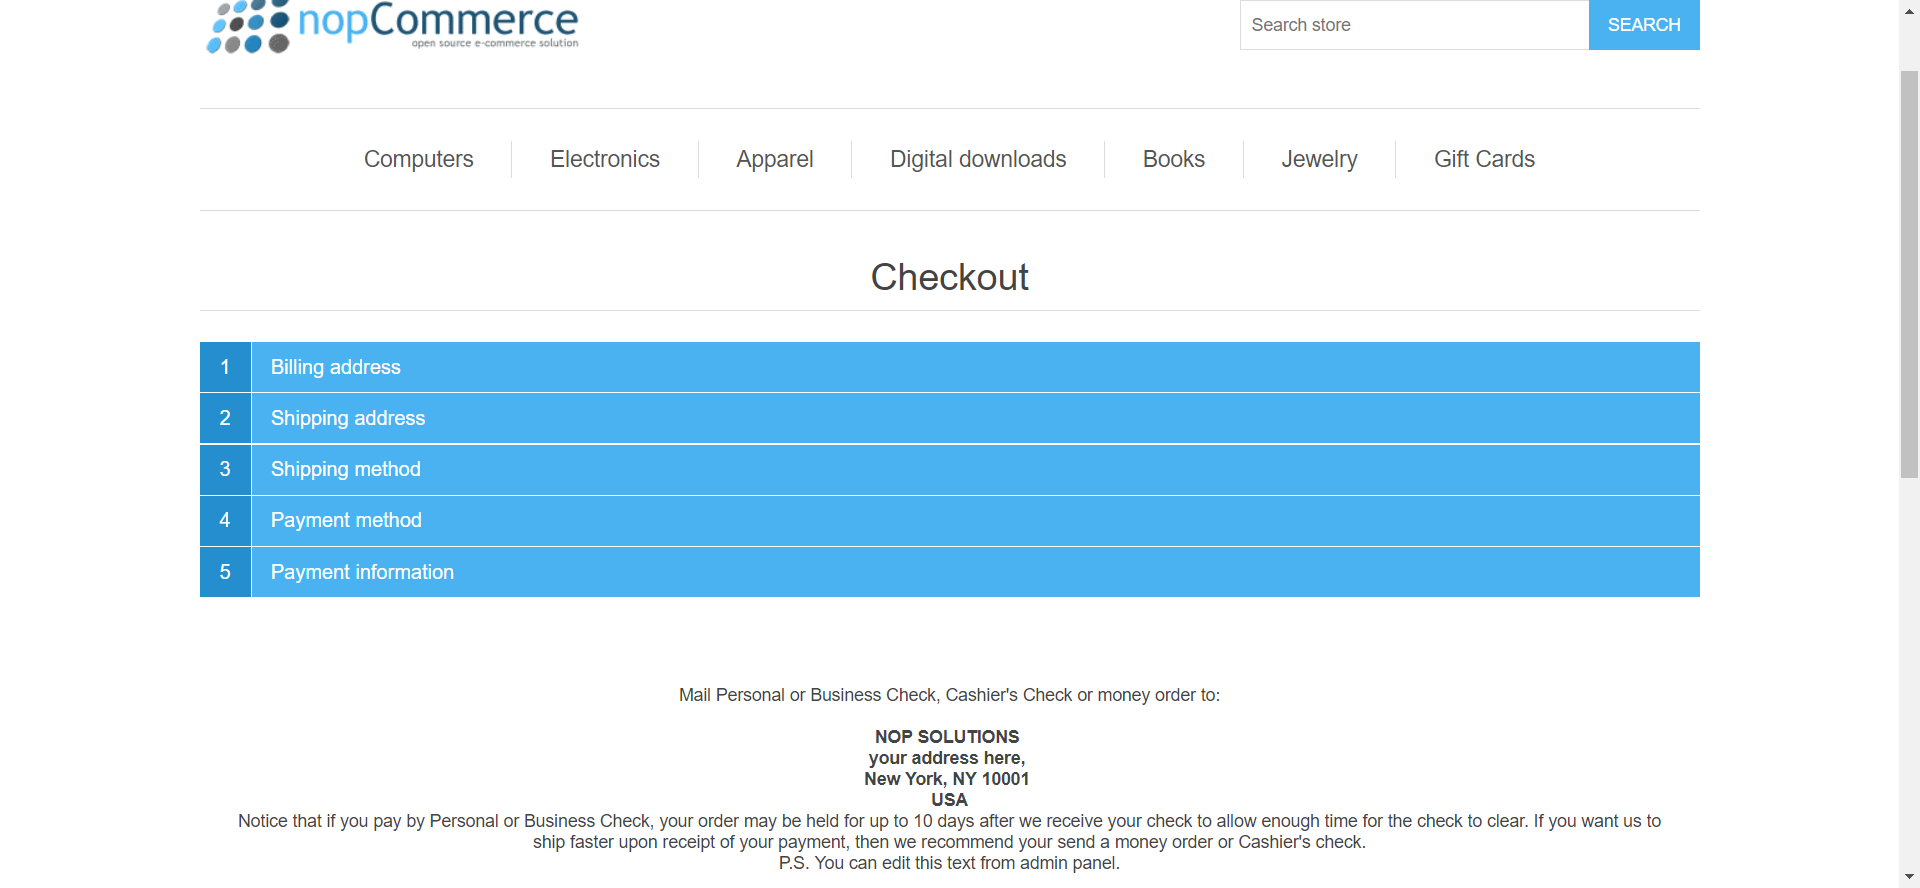 nopCommerce
open source e-commerce solution
Search store
SEARCH
Computers
Electronics
Apparel
Digital downloads
Books
Jewelry
Gift Cards
Checkout
1 Billing address
2 Shipping address
3 Shipping method
4 Payment method
5 Payment information
Mail Personal or Business Check, Cashier's Check or money order to:
NOP SOLUTIONS
your address here,
New York, NY 10001
USA
Notice that if you pay by Personal or Business Check, your order may be held for up to 10 days after we receive your check to allow enough time for the check to clear. If you want us to
ship faster upon receipt of your payment, then we recommend your send a money order or Cashier's check.
P.S. You can edit this text from admin panel.